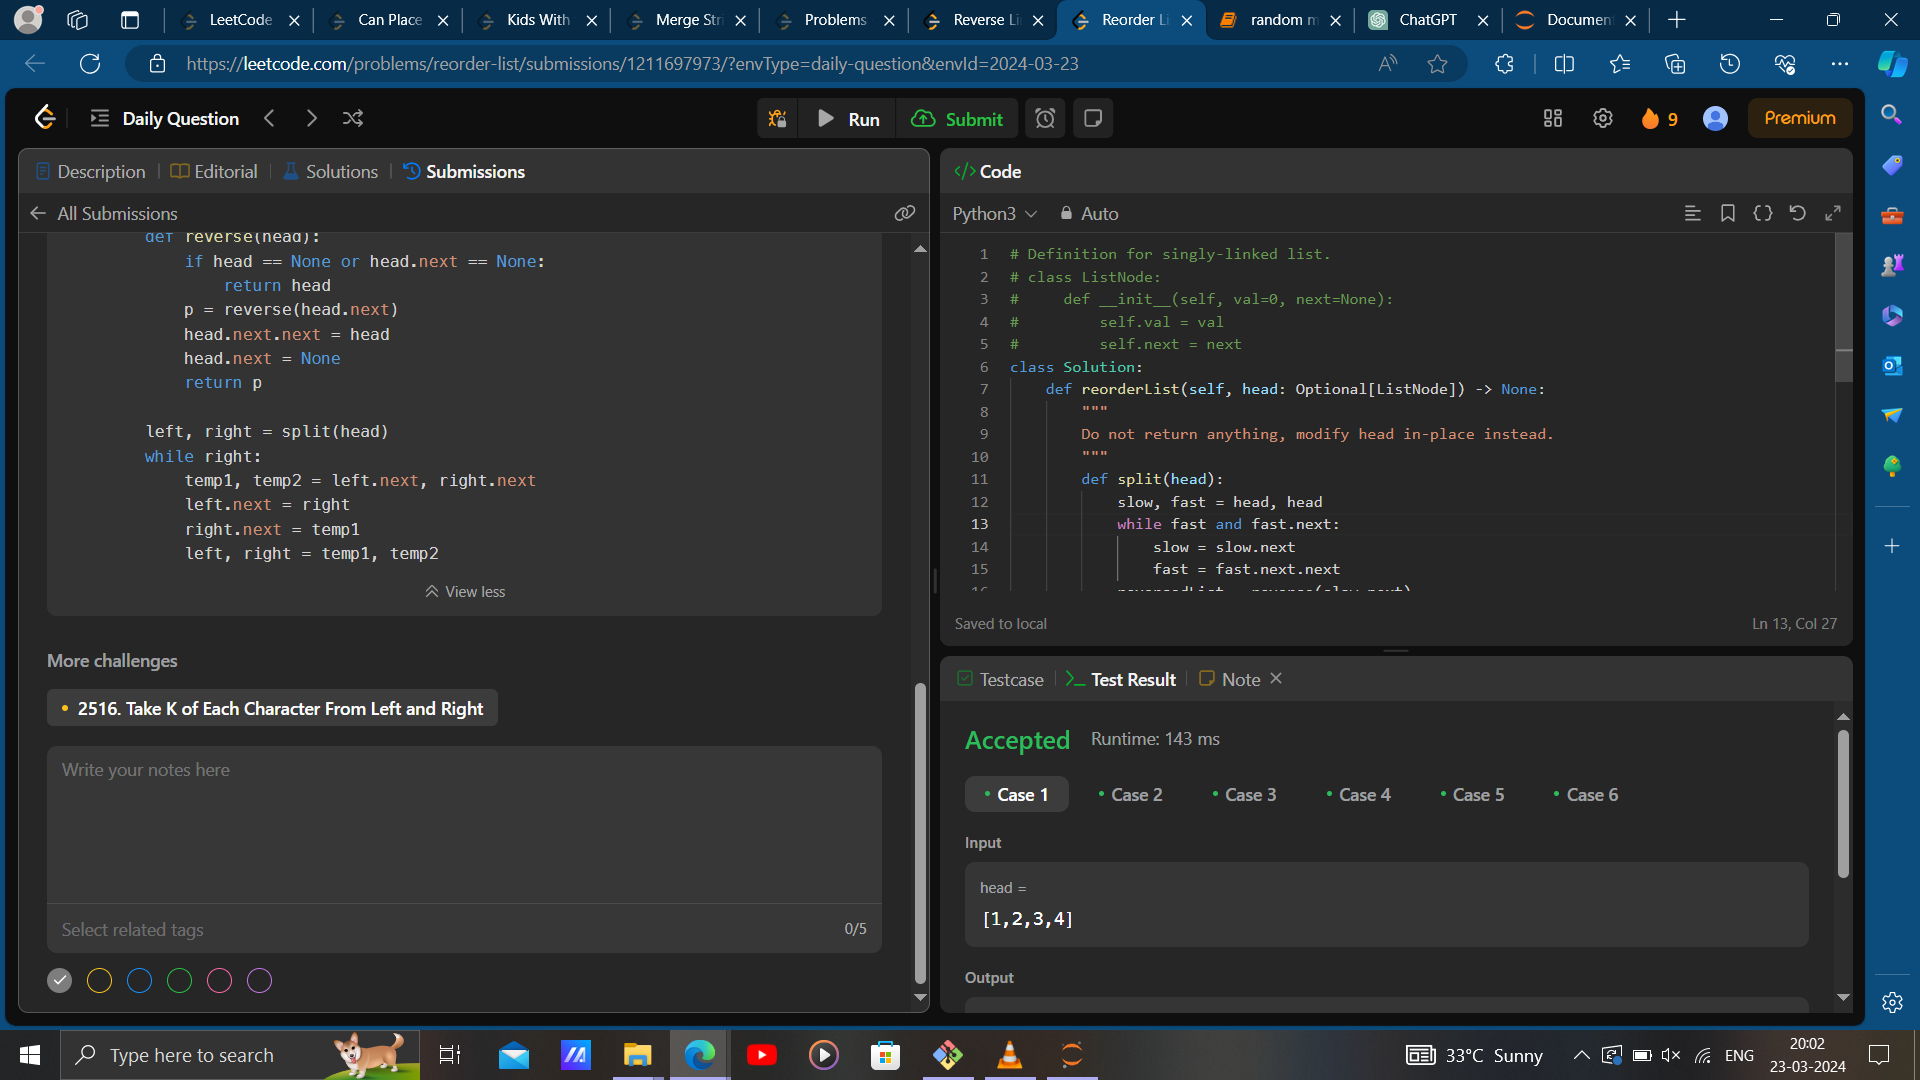 LeetCode
Can Place
Kids With
Merge Str
Problems
Reverse Li
Reorder Li
random m
ChatGPT
Documen
https://leetcode.com/problems/reorder-list/submissions/1211697973/?envType=daily-question&envId=2024-03-23
Daily Question
Run
Submit
9
Premium
Description
Editorial
Solutions
Submissions
All Submissions
def reverse(head):
if head == None or head.next == None:
return head
p = reverse(head.next)
head.next.next = head
head.next = None
return p
left, right = split(head)
while right:
temp1, temp2 = left.next, right.next
left.next = right
right.next = temp1
left, right = temp1, temp2
View less
More challenges
2516. Take K of Each Character From Left and Right
Write your notes here
Select related tags
0/5
</> Code
Python3
Auto
1 # Definition for singly-linked list.
2 # class ListNode:
3 #     def __init__(self, val=0, next=None):
4 #         self.val = val
5 #         self.next = next
6 class Solution:
7 def reorderList(self, head: Optional[ListNode]) -> None:
8 """
9 Do not return anything, modify head in-place instead.
10 """
11 def split(head):
12 slow, fast = head, head
13 while fast and fast.next:
14 slow = slow.next
15 fast = fast.next.next
16 reversedList = reverse(slow.next)
Saved to local
Ln 13, Col 27
Testcase
Test Result
Note
Accepted
Runtime: 143 ms
Case 1
Case 2
Case 3
Case 4
Case 5
Case 6
Input
head =
[1,2,3,4]
Output
Type here to search
33°C Sunny
ENG
20:02
23-03-2024